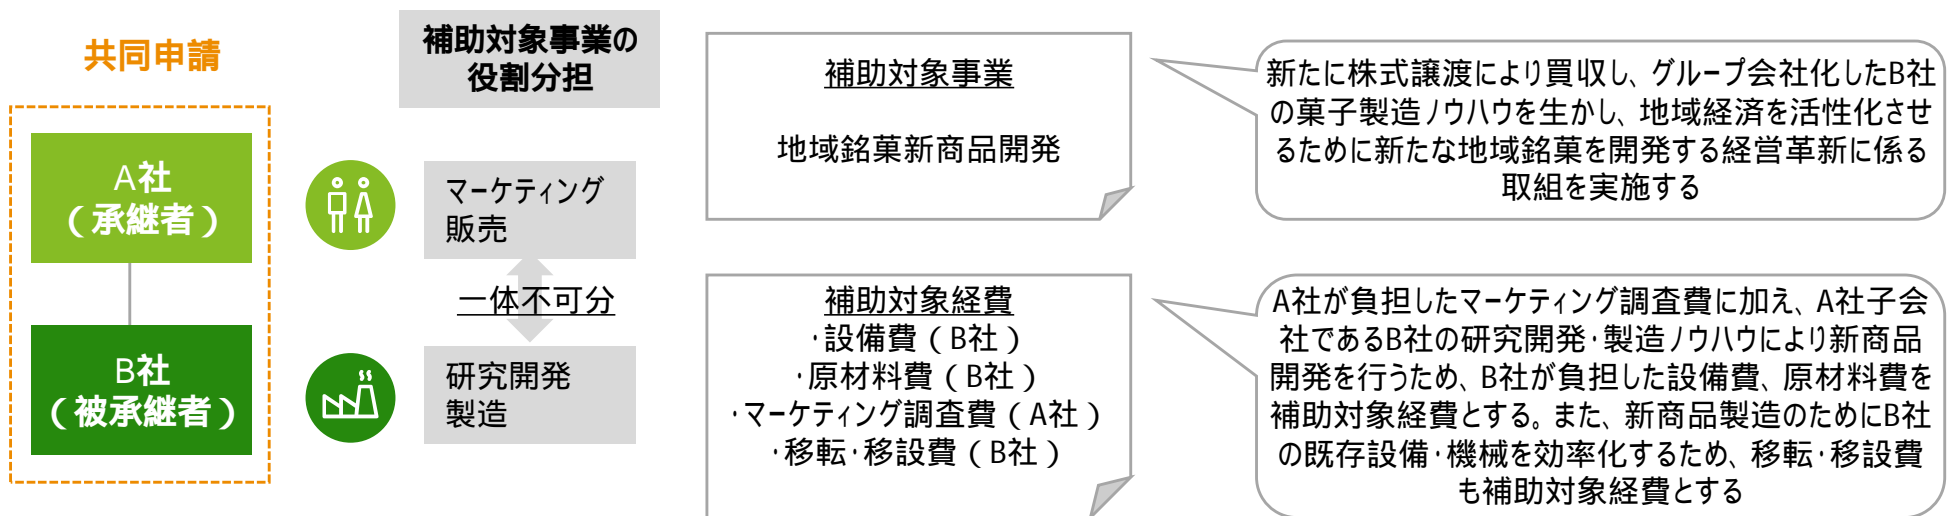 共同申請
A社
（承継者）
B社
（被承継者）
補助対象事業の
役割分担
マーケティング
販売
一体不可分
研究開発
製造
補助対象事業
地域銘菓新商品開発
新たに株式譲渡により買収し、グループ会社化したB社
の菓子製造ノウハウを生かし、地域経済を活性化させ
るために新たな地域銘菓を開発する経営革新に係る
取組を実施する
補助対象経費
・設備費（B社）
・原材料費（B社）
・マーケティング調査費（A社）
・移転・移設費（B社）
A社が負担したマーケティング調査費に加え、A社子会
社であるB社の研究開発・製造ノウハウにより新商品
開発を行うため、B社が負担した設備費、原材料費を
補助対象経費とする。また、新商品製造のためにB社
の既存設備・機械を効率化するため、移転・移設費
も補助対象経費とする